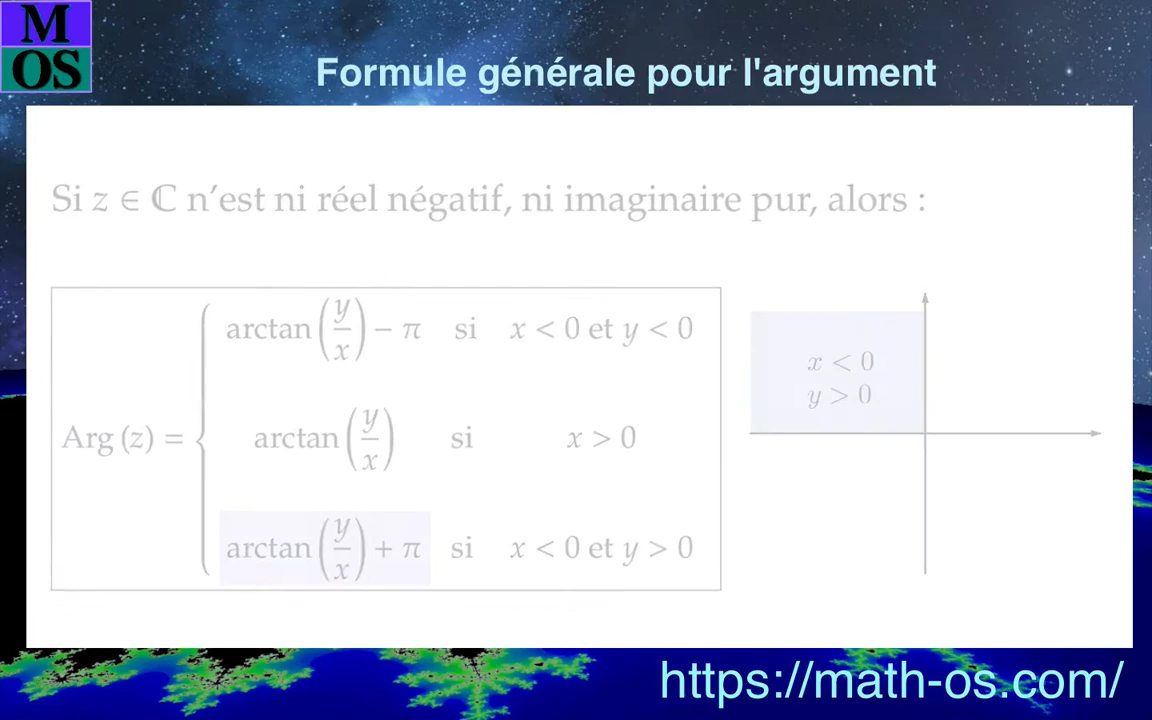 M
OS
Formule générale pour l'argument
Si z ∈ ℂ n'est ni réel négatif, ni imaginaire pur, alors :
Arg (z) = { arctan (y/x) − π si x < 0 et y < 0
arctan (y/x) si x > 0
arctan (y/x) + π si x < 0 et y > 0
x < 0
y > 0
https://math-os.com/